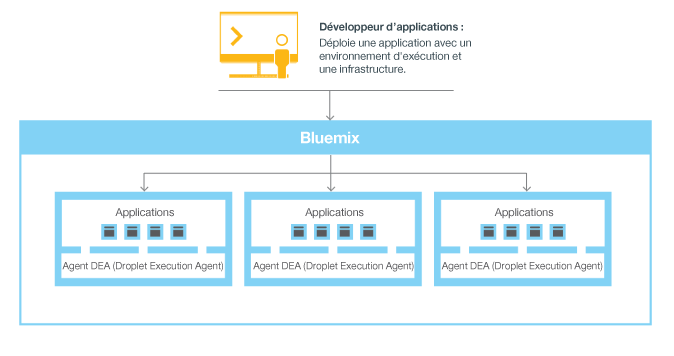 Développeur d'applications :
Déploie une application avec un
environnement d'exécution et
une infrastructure.
Bluemix
Applications
Agent DEA (Droplet Execution Agent)
Applications
Agent DEA (Droplet Execution Agent)
Applications
Agent DEA (Droplet Execution Agent)